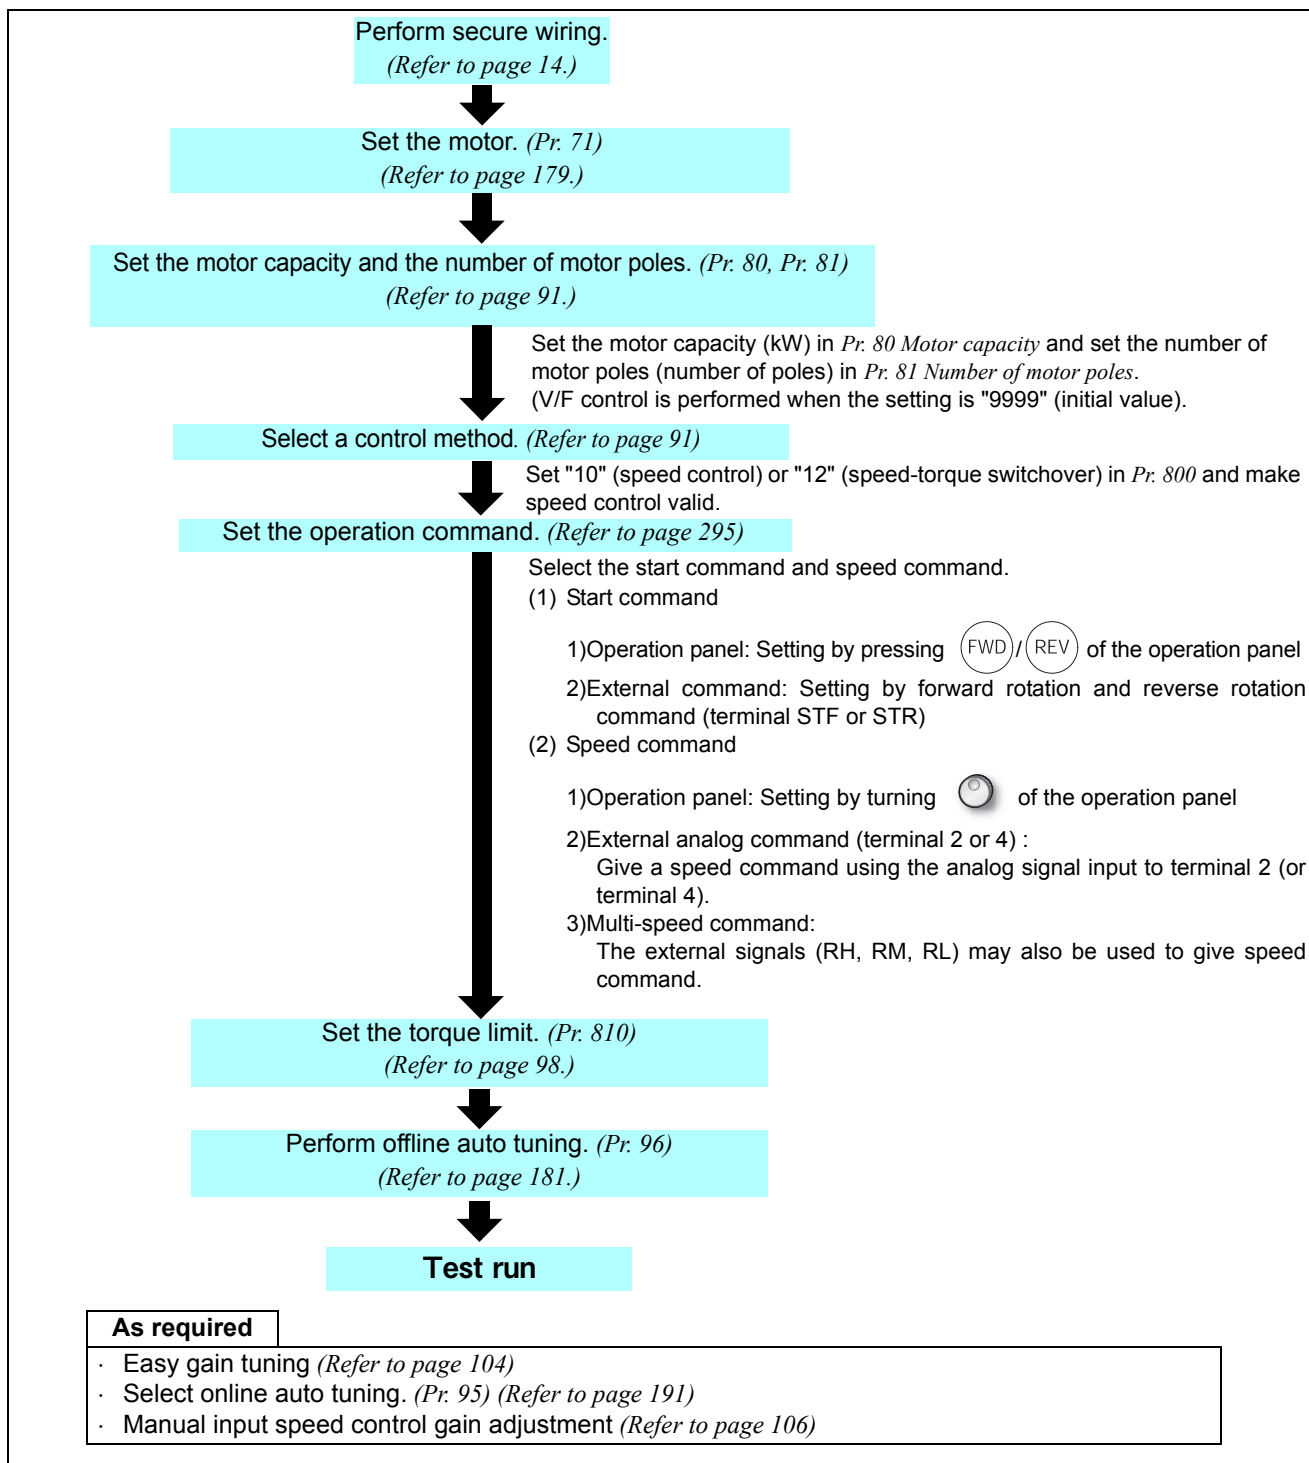 Perform secure wiring.
(Refer to page 14.)
Set the motor. (Pr. 71)
(Refer to page 179.)
Set the motor capacity and the number of motor poles. (Pr. 80, Pr. 81)
(Refer to page 91.)
Set the motor capacity (kW) in Pr. 80 Motor capacity and set the number of
motor poles (number of poles) in Pr. 81 Number of motor poles.
(V/F control is performed when the setting is "9999" (initial value).
Select a control method. (Refer to page 91)
Set "10" (speed control) or "12" (speed-torque switchover) in Pr. 800 and make
speed control valid.
Set the operation command. (Refer to page 295)
Select the start command and speed command.
(1) Start command
1)Operation panel: Setting by pressing FWD/REV of the operation panel
2)External command: Setting by forward rotation and reverse rotation
command (terminal STF or STR)
(2) Speed command
1)Operation panel: Setting by turning of the operation panel
2)External analog command (terminal 2 or 4) :
Give a speed command using the analog signal input to terminal 2 (or
terminal 4).
3)Multi-speed command:
The external signals (RH, RM, RL) may also be used to give speed
command.
Set the torque limit. (Pr. 810)
(Refer to page 98.)
Perform offline auto tuning. (Pr. 96)
(Refer to page 181.)
Test run
As required
· Easy gain tuning (Refer to page 104)
· Select online auto tuning. (Pr. 95) (Refer to page 191)
· Manual input speed control gain adjustment (Refer to page 106)